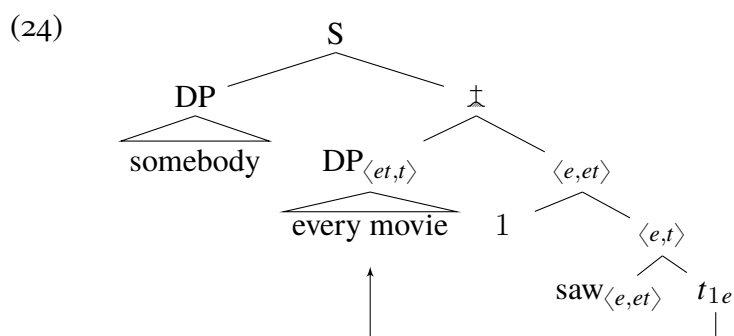 (24)
S
DP ‡
somebody DP⟨et,t⟩ ⟨e,et⟩
every movie 1 ⟨e,t⟩
saw⟨e,et⟩ t1e